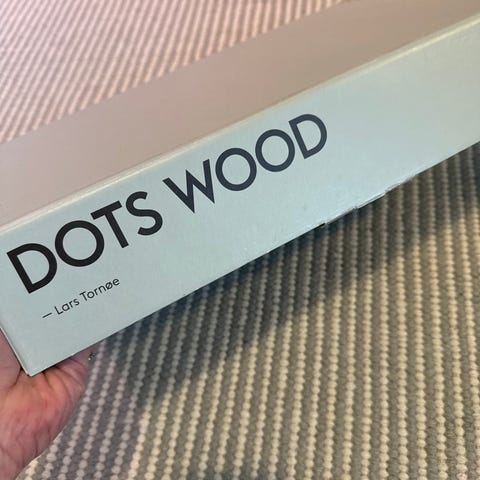 DOTS WOOD
— Lars Tornøe